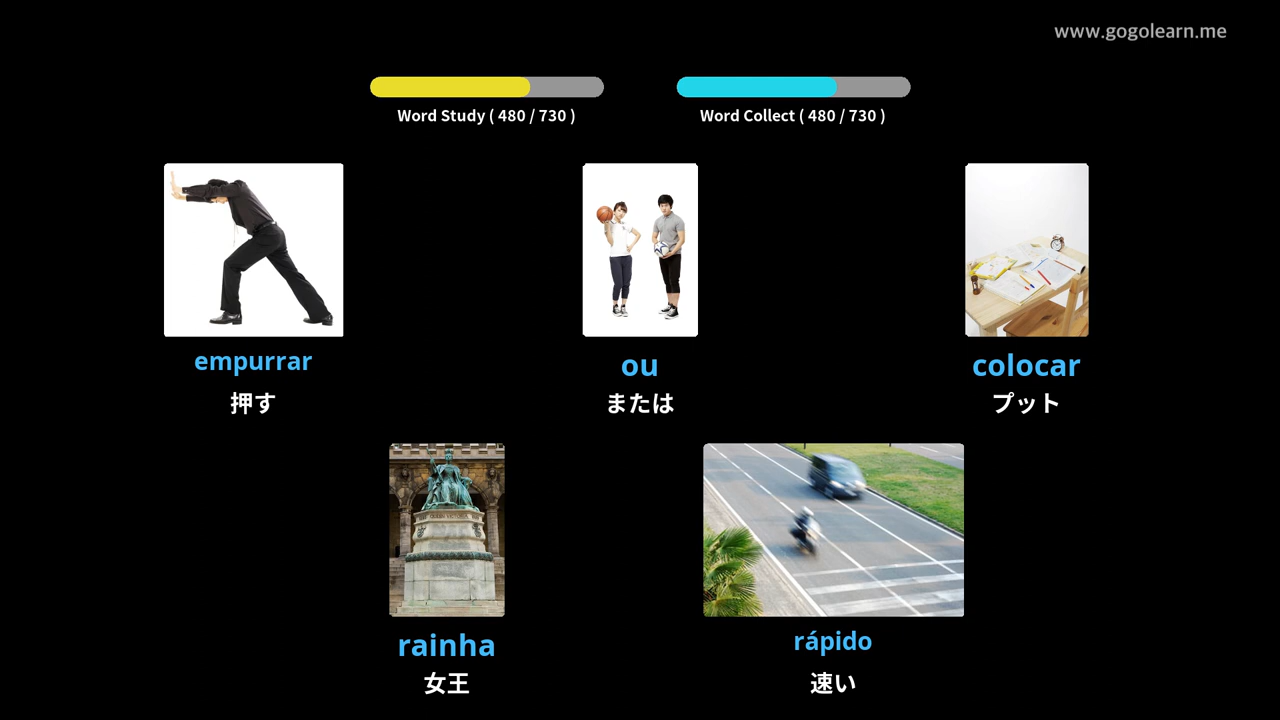 www.gogolearn.me
Word Study ( 480 / 730 )
Word Collect ( 480 / 730 )
empurrar
押す
ou
または
colocar
プット
rainha
女王
rápido
速い